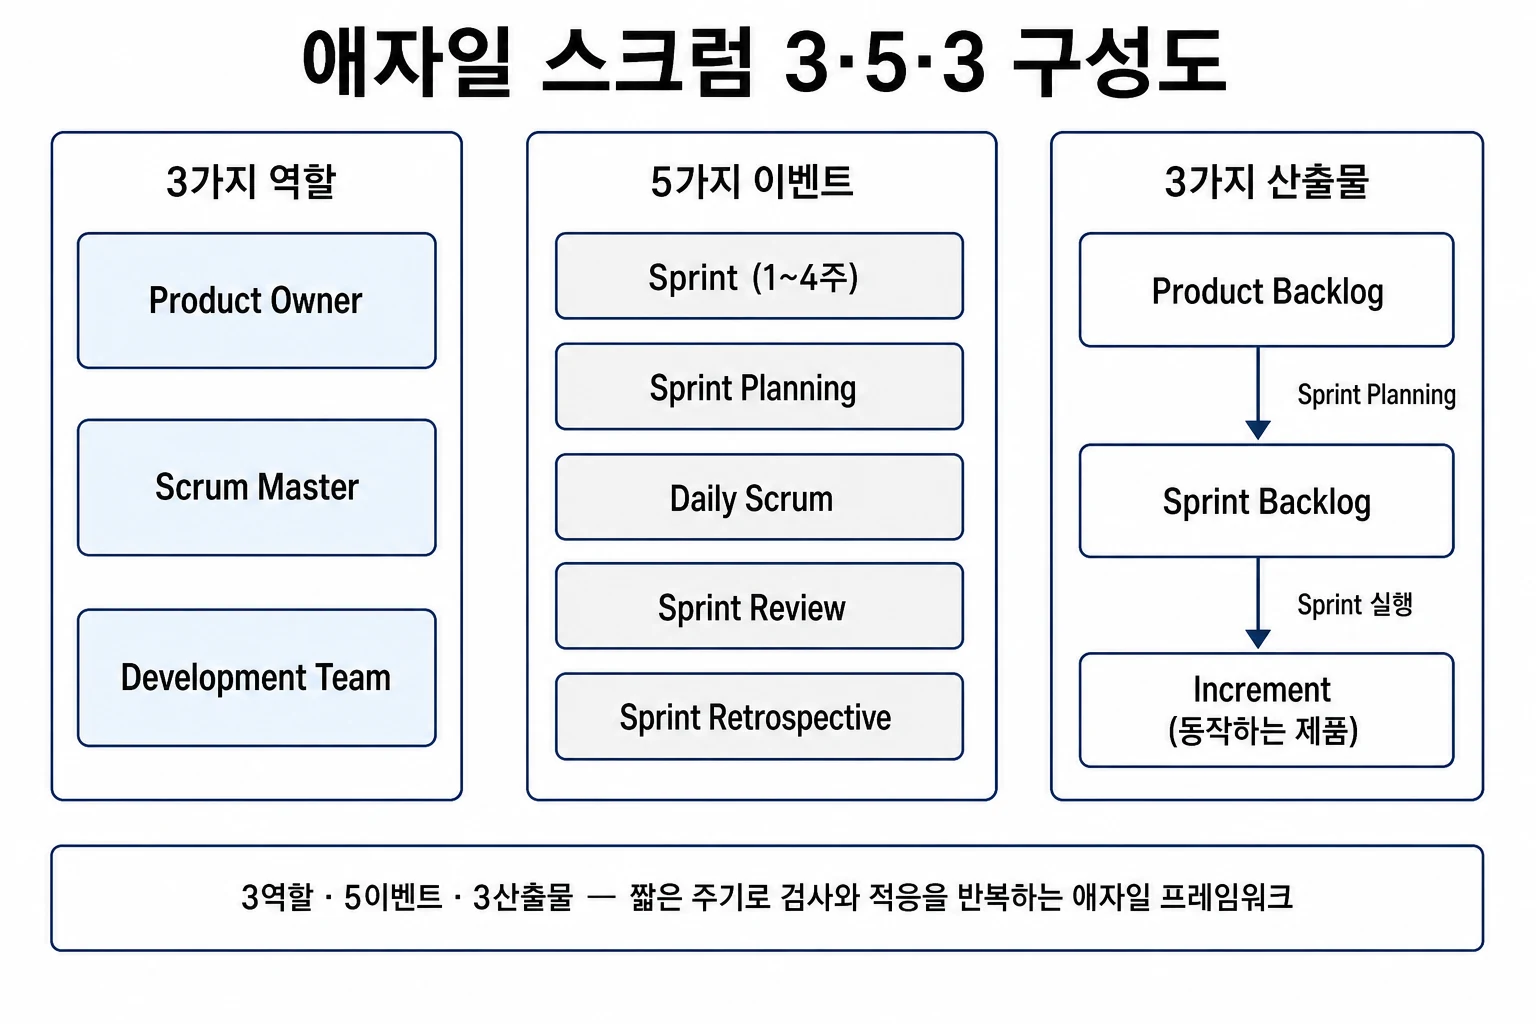 애자일 스크럼 3·5·3 구성도
3가지 역할
Product Owner
Scrum Master
Development Team
5가지 이벤트
Sprint (1~4주)
Sprint Planning
Daily Scrum
Sprint Review
Sprint Retrospective
3가지 산출물
Product Backlog
Sprint Planning
Sprint Backlog
Sprint 실행
Increment
(동작하는 제품)
3역할 · 5이벤트 · 3산출물 — 짧은 주기로 검사와 적응을 반복하는 애자일 프레임워크